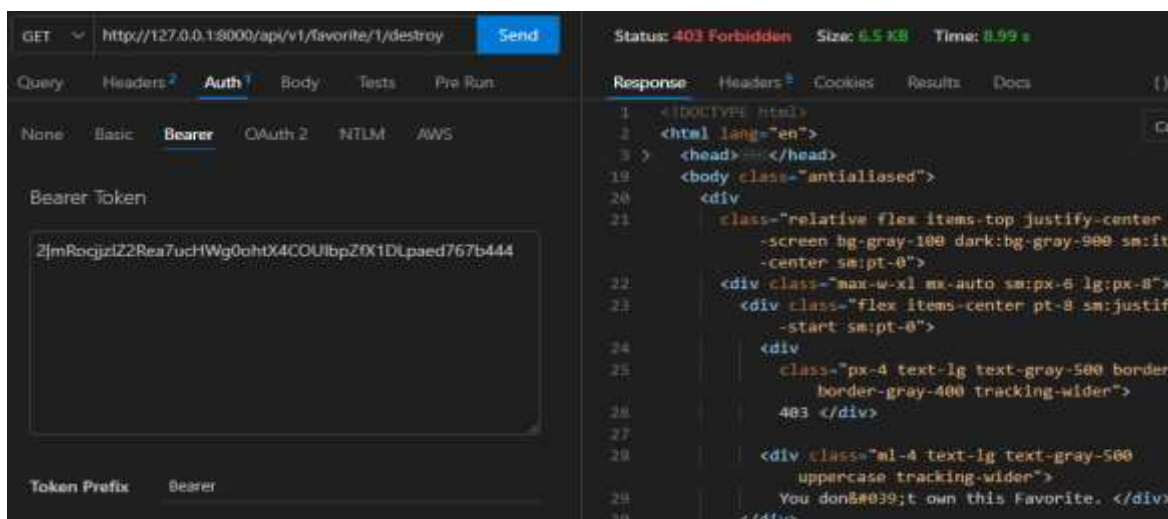 GET http://127.0.0.1:8000/api/v1/favorite/1/destroy Send
Query Headers 2 Auth 1 Body Tests Pre Run
None Basic Bearer OAuth 2 NTLM AWS
Bearer Token
Token Prefix Bearer
Status: 403 Forbidden Size: 6.5 KB Time: 8.99 s
Response Headers Cookies Results Docs {}
1 <!DOCTYPE html>
2 <html lang="en">
3 > <head> </head>
19 <body class="antialiased">
20 <div
21 class="relative flex items-top justify-center
-screen bg-gray-100 dark:bg-gray-900 sm:it
-center sm:pt-0">
22 <div class="max-w-xl mx-auto sm:px-6 lg:px-8">
23 <div class="flex items-center pt-8 sm:justif
-start sm:pt-0">
24 <div
25 class="px-4 text-lg text-gray-500 border
border-gray-400 tracking-wider">
26 403 </div>
27
28 <div class="ml-4 text-lg text-gray-500
uppercase tracking-wider">
29 You don&#039;t own this Favorite. </div>
30 </div>